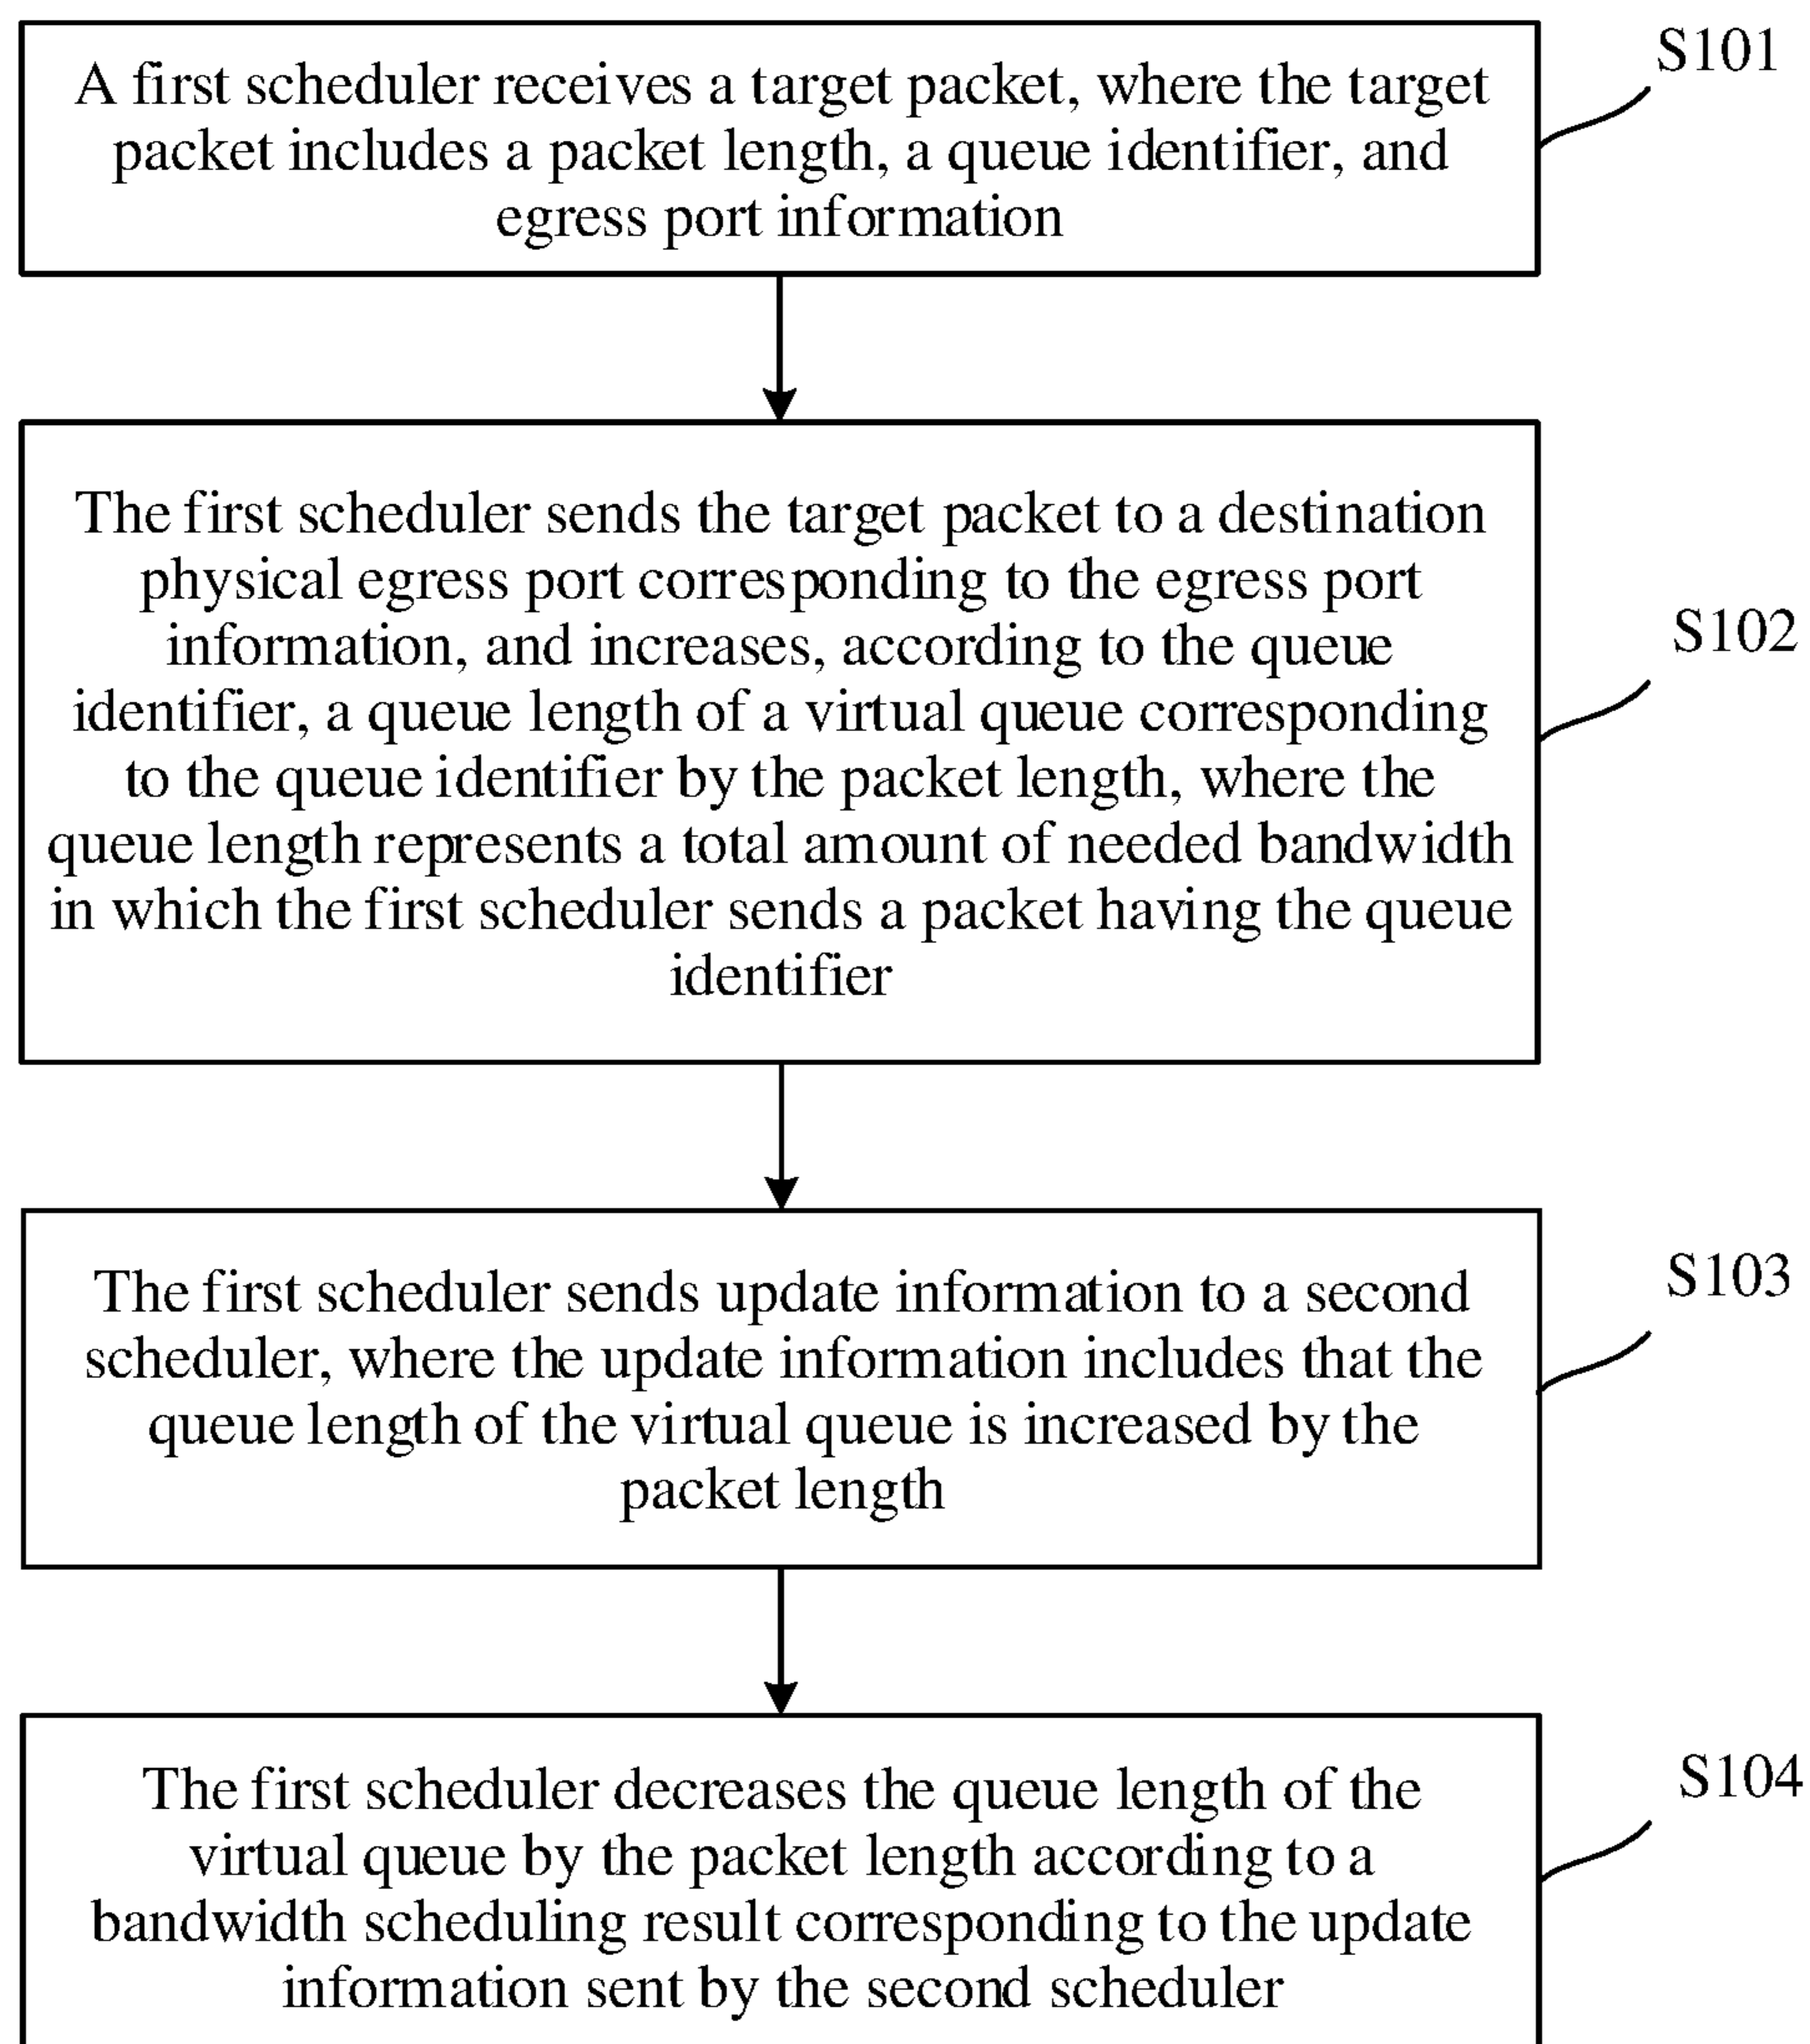 A first scheduler receives a target packet, where the target
packet includes a packet length, a queue identifier, and
egress port information
S101
The first scheduler sends the target packet to a destination
physical egress port corresponding to the egress port
information, and increases, according to the queue
identifier, a queue length of a virtual queue corresponding
to the queue identifier by the packet length, where the
queue length represents a total amount of needed bandwidth
in which the first scheduler sends a packet having the queue
identifier
S102
The first scheduler sends update information to a second
scheduler, where the update information includes that the
queue length of the virtual queue is increased by the
packet length
S103
The first scheduler decreases the queue length of the
virtual queue by the packet length according to a
bandwidth scheduling result corresponding to the update
information sent by the second scheduler
S104